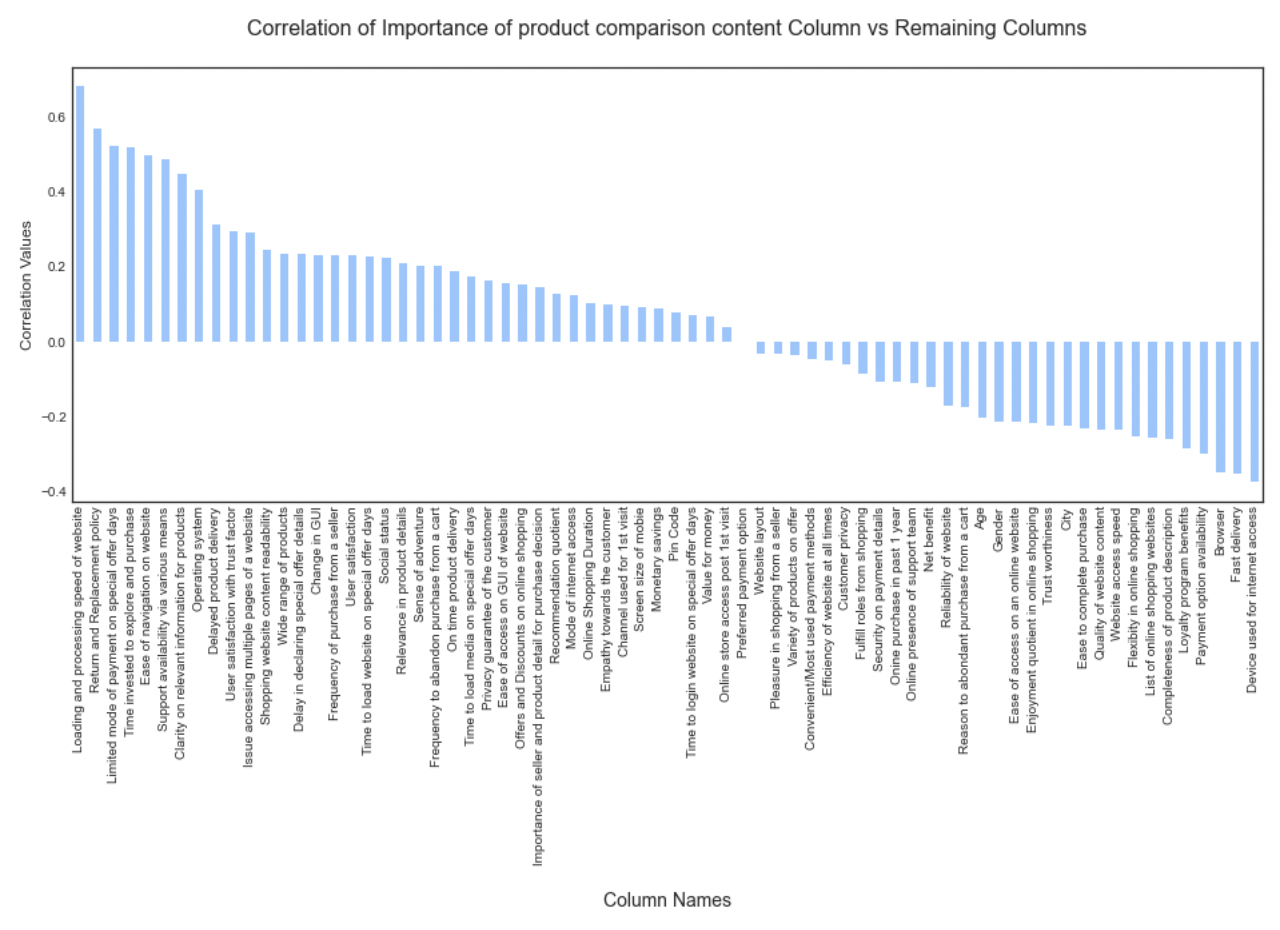 Correlation of Importance of product comparison content Column vs Remaining Columns
Correlation Values
0.6
0.4
0.2
0.0
−0.2
−0.4
Loading and processing speed of website
Return and Replacement policy
Limited mode of payment on special offer days
Time invested to explore and purchase
Ease of navigation on website
Support availability via various means
Clarity on relevant information for products
Operating system
Delayed product delivery
User satisfaction with trust factor
Issue accessing multiple pages of a website
Shopping website content readability
Wide range of products
Delay in declaring special offer details
Change in GUI
Frequency of purchase from a seller
User satisfaction
Time to load website on special offer days
Social status
Relevance in product details
Sense of adventure
Frequency to abandon purchase from a cart
On time product delivery
Time to load media on special offer days
Privacy guarantee of the customer
Ease of access on GUI of website
Offers and Discounts on online shopping
Importance of seller and product detail for purchase decision
Recommendation quotient
Mode of internet access
Online Shopping Duration
Empathy towards the customer
Channel used for 1st visit
Screen size of mobie
Monetary savings
Pin Code
Time to login website on special offer days
Value for money
Online store access post 1st visit
Preferred payment option
Website layout
Pleasure in shopping from a seller
Variety of products on offer
Convenient/Most used payment methods
Efficiency of website at all times
Customer privacy
Fulfill roles from shopping
Security on payment details
Onine purchase in past 1 year
Online presence of support team
Net benefit
Reliability of website
Reason to abondant purchase from a cart
Age
Gender
Ease of access on an online website
Enjoyment quotient in online shopping
Trust worthiness
City
Ease to complete purchase
Quality of website content
Website access speed
Flexibity in online shopping
List of online shopping websites
Completeness of product description
Loyalty program benefits
Payment option availability
Browser
Fast delivery
Device used for internet access
Column Names